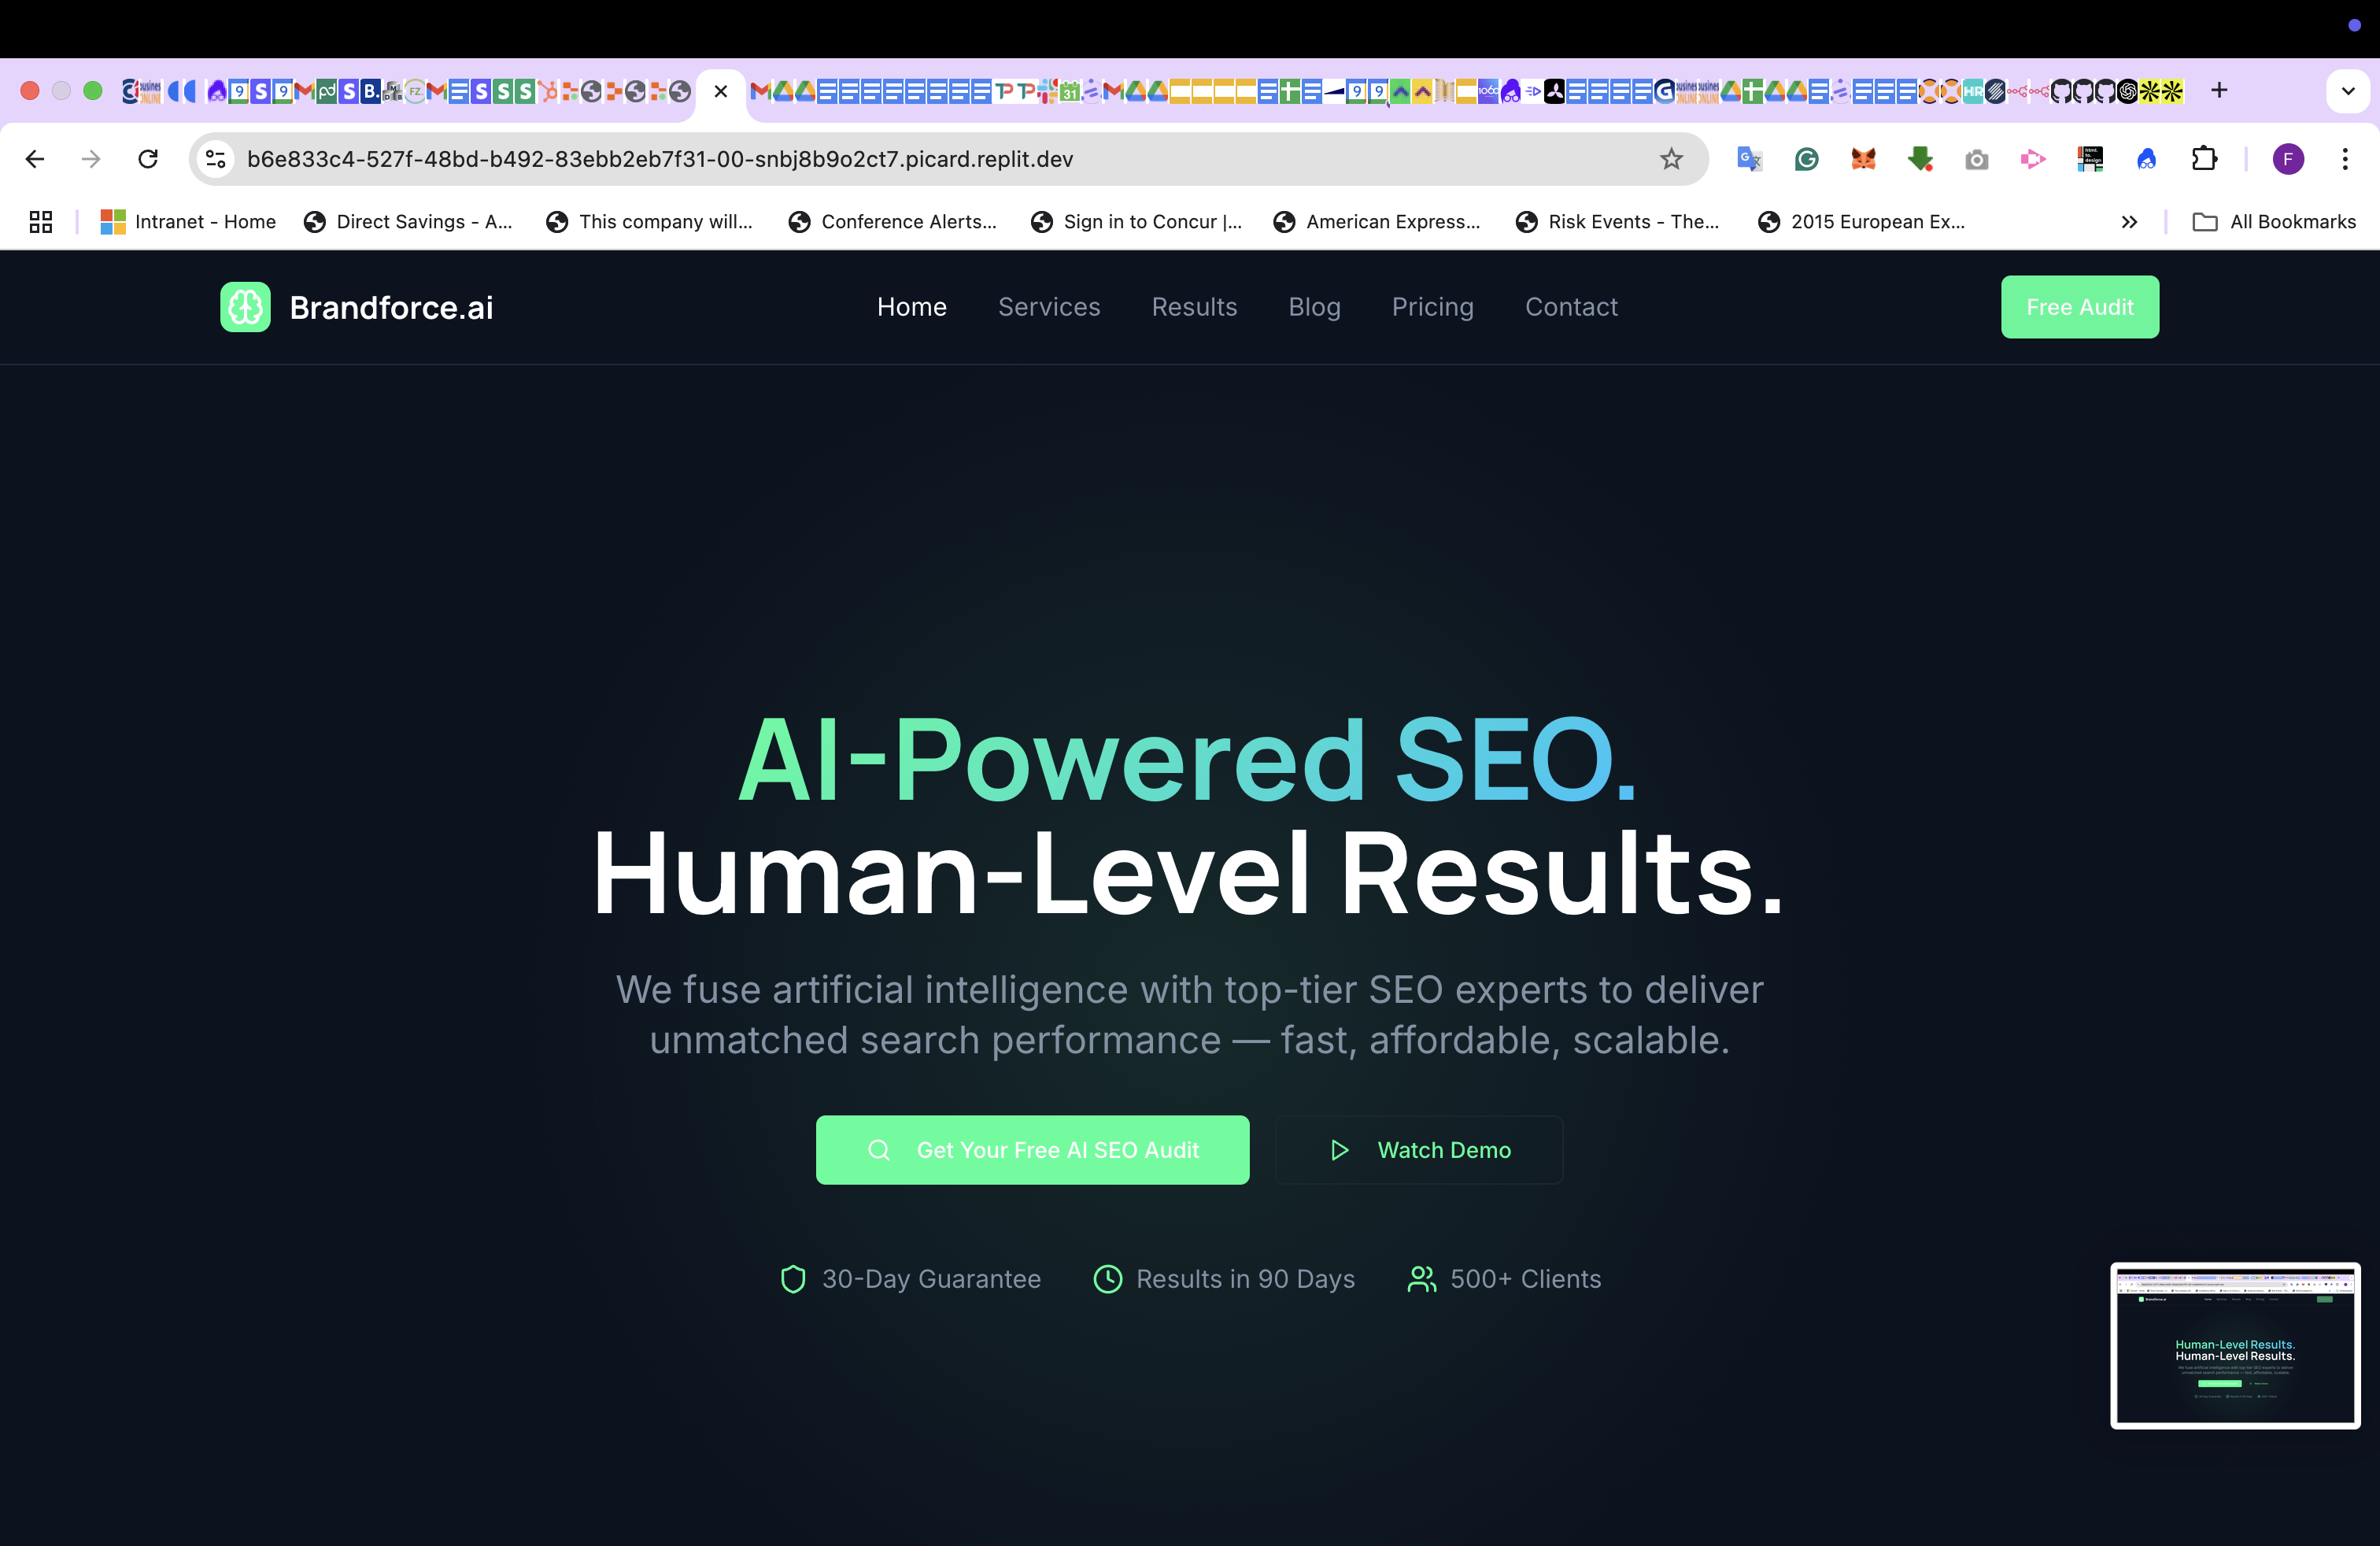 b6e833c4-527f-48bd-b492-83ebb2eb7f31-00-snbj8b9o2ct7.picard.replit.dev
F
Intranet - Home
Direct Savings - A...
This company will...
Conference Alerts...
Sign in to Concur |...
American Express...
Risk Events - The...
2015 European Ex...
All Bookmarks
Brandforce.ai
Home
Services
Results
Blog
Pricing
Contact
Free Audit
AI-Powered SEO.
Human-Level Results.
We fuse artificial intelligence with top-tier SEO experts to deliver
unmatched search performance — fast, affordable, scalable.
Get Your Free AI SEO Audit
Watch Demo
30-Day Guarantee
Results in 90 Days
500+ Clients
Human-Level Results.
Human-Level Results.